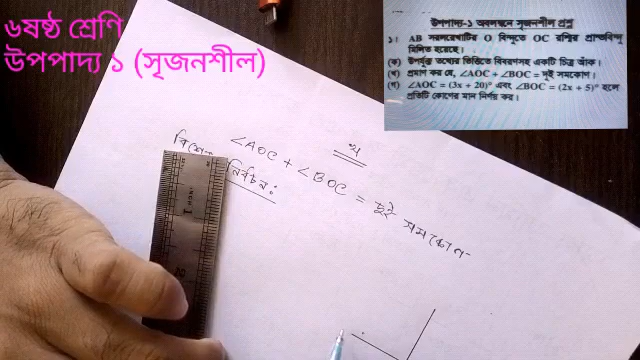 ৬ষষ্ঠ শ্রেণি
উপপাদ্য ১ (সৃজনশীল)
উপপাদ্য-১ অবলম্বনে সৃজনশীল প্রশ্ন
১। AB সরলরেখাটির O বিন্দুতে OC রশ্মির প্রান্তবিন্দু
মিলিত হয়েছে।
(ক) উপর্যুক্ত তথ্যের ভিত্তিতে বিবরণসহ একটি চিত্র আঁক।
(খ) প্রমাণ কর যে, ∠AOC + ∠BOC = দুই সমকোণ।
(গ) ∠AOC = (3x + 20)° এবং ∠BOC = (2x + 5)° হলে
প্রতিটি কোণের মান নির্ণয় কর।
খ
∠AOC + ∠BOC = দুই সমকোন
নির্বচন: